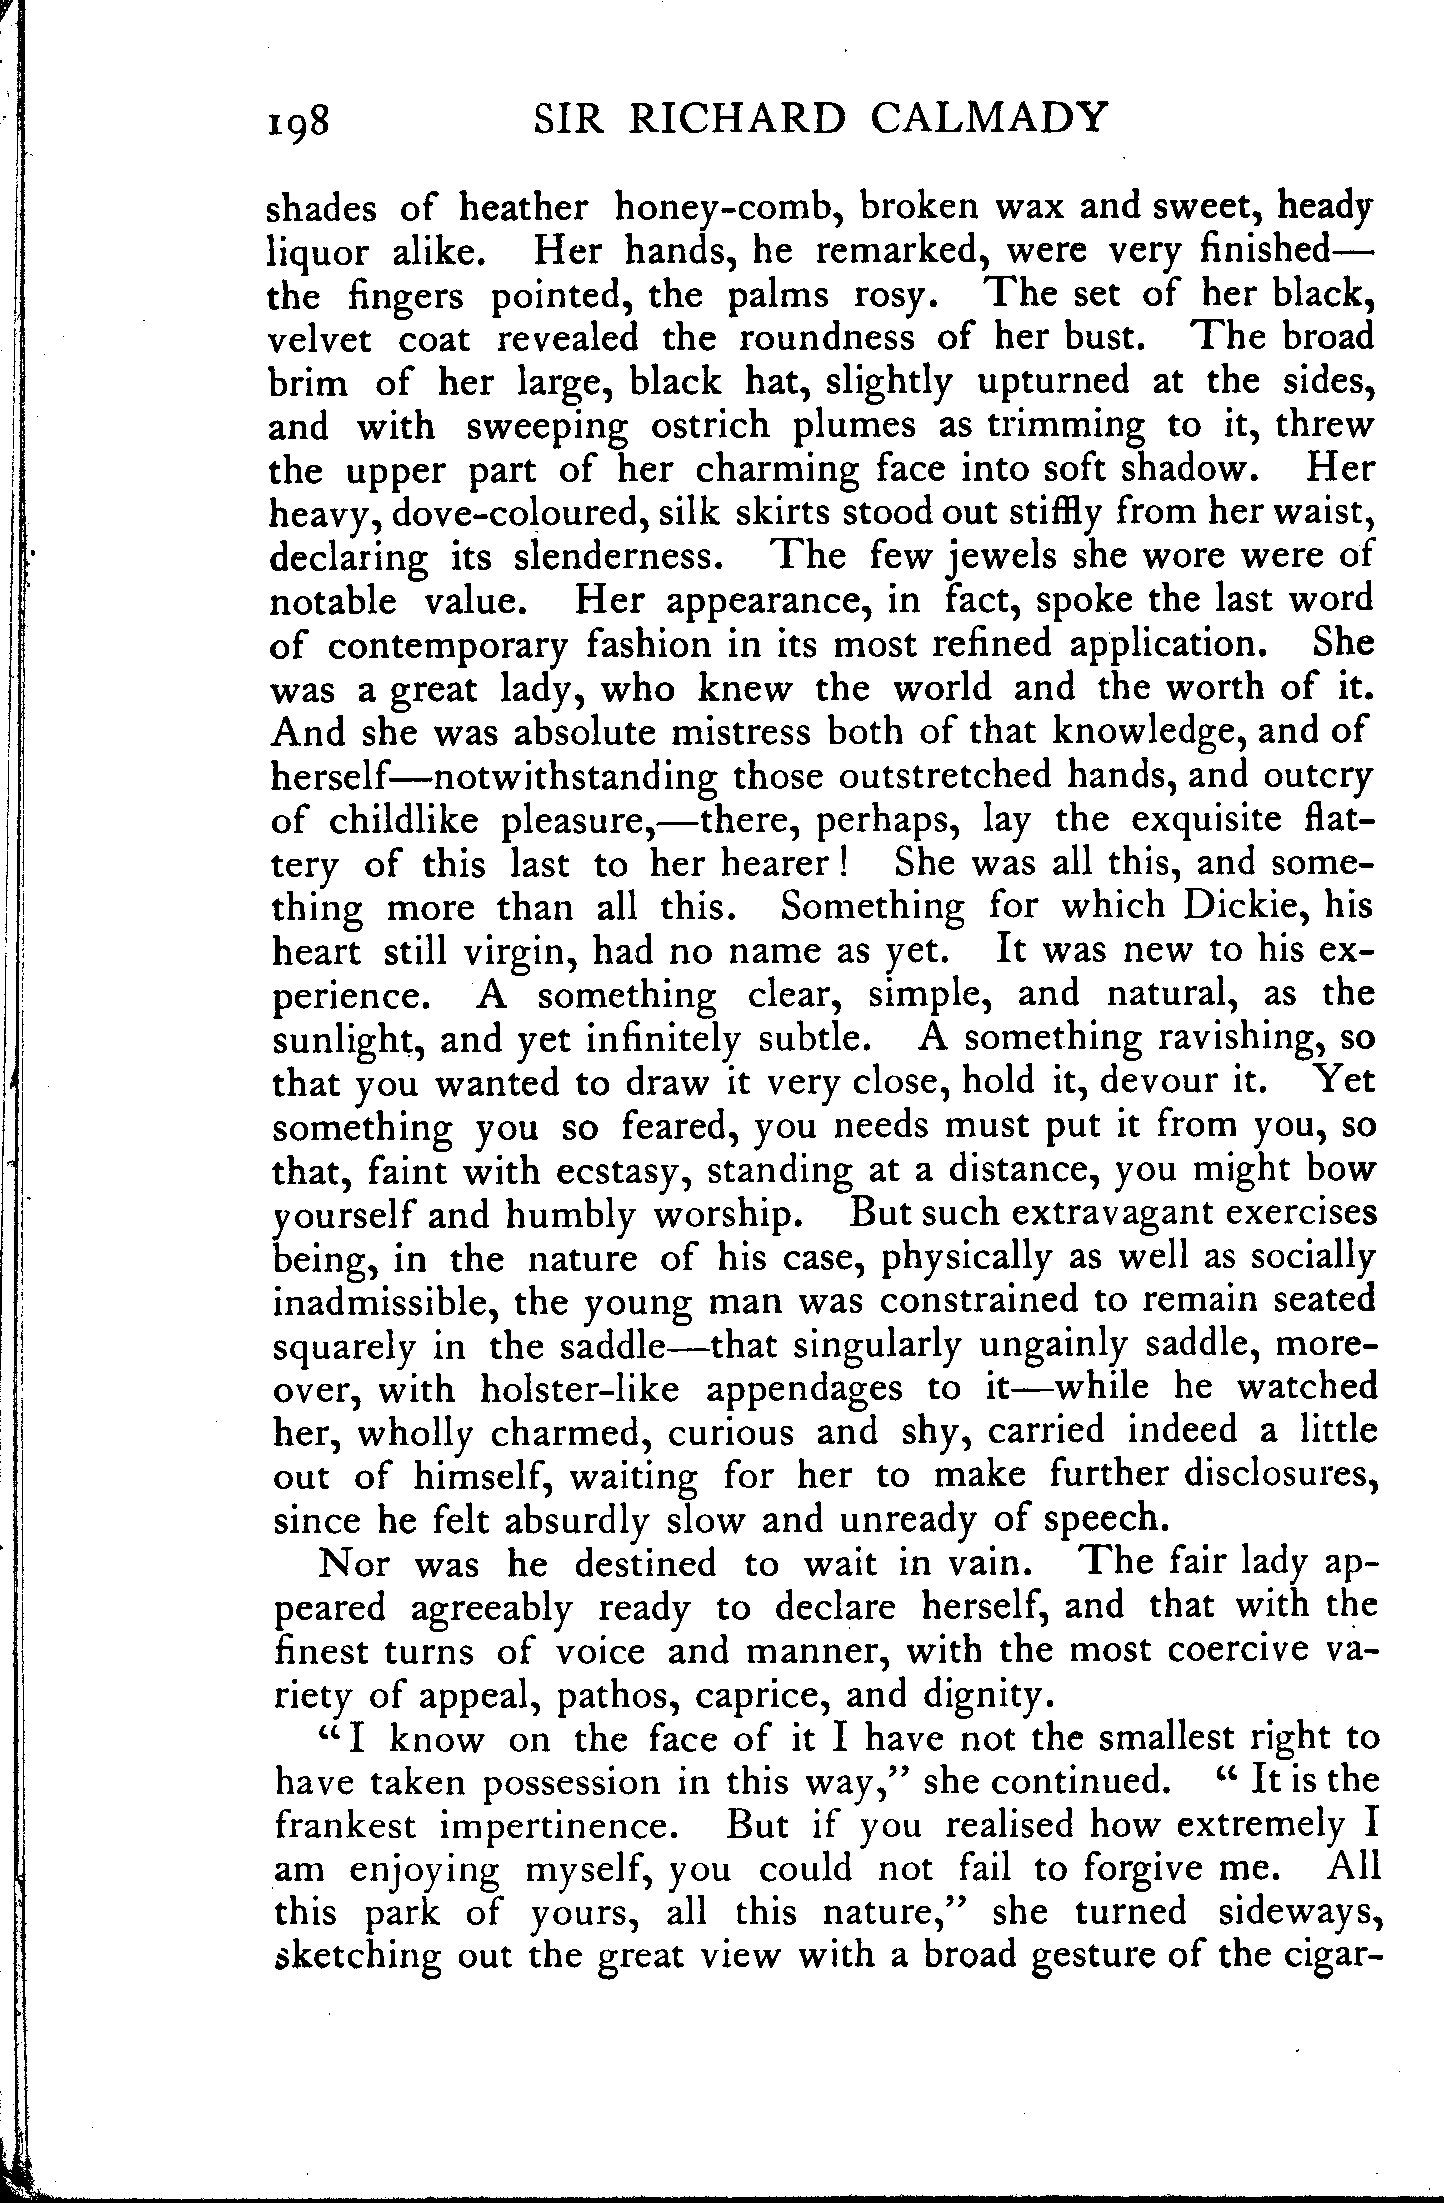 198 SIR RICHARD CALMADY
shades of heather honey-comb, broken wax and sweet, heady
liquor alike. Her hands, he remarked, were very finished—
the fingers pointed, the palms rosy. The set of her black,
velvet coat revealed the roundness of her bust. The broad
brim of her large, black hat, slightly upturned at the sides,
and with sweeping ostrich plumes as trimming to it, threw
the upper part of her charming face into soft shadow. Her
heavy, dove-coloured, silk skirts stood out stiffly from her waist,
declaring its slenderness. The few jewels she wore were of
notable value. Her appearance, in fact, spoke the last word
of contemporary fashion in its most refined application. She
was a great lady, who knew the world and the worth of it.
And she was absolute mistress both of that knowledge, and of
herself—notwithstanding those outstretched hands, and outcry
of childlike pleasure,—there, perhaps, lay the exquisite flat-
tery of this last to her hearer! She was all this, and some-
thing more than all this. Something for which Dickie, his
heart still virgin, had no name as yet. It was new to his ex-
perience. A something clear, simple, and natural, as the
sunlight, and yet infinitely subtle. A something ravishing, so
that you wanted to draw it very close, hold it, devour it. Yet
something you so feared, you needs must put it from you, so
that, faint with ecstasy, standing at a distance, you might bow
yourself and humbly worship. But such extravagant exercises
being, in the nature of his case, physically as well as socially
inadmissible, the young man was constrained to remain seated
squarely in the saddle—that singularly ungainly saddle, more-
over, with holster-like appendages to it—while he watched
her, wholly charmed, curious and shy, carried indeed a little
out of himself, waiting for her to make further disclosures,
since he felt absurdly slow and unready of speech.
Nor was he destined to wait in vain. The fair lady ap-
peared agreeably ready to declare herself, and that with the
finest turns of voice and manner, with the most coercive va-
riety of appeal, pathos, caprice, and dignity.
"I know on the face of it I have not the smallest right to
have taken possession in this way," she continued. "It is the
frankest impertinence. But if you realised how extremely I
am enjoying myself, you could not fail to forgive me. All
this park of yours, all this nature," she turned sideways,
sketching out the great view with a broad gesture of the cigar-